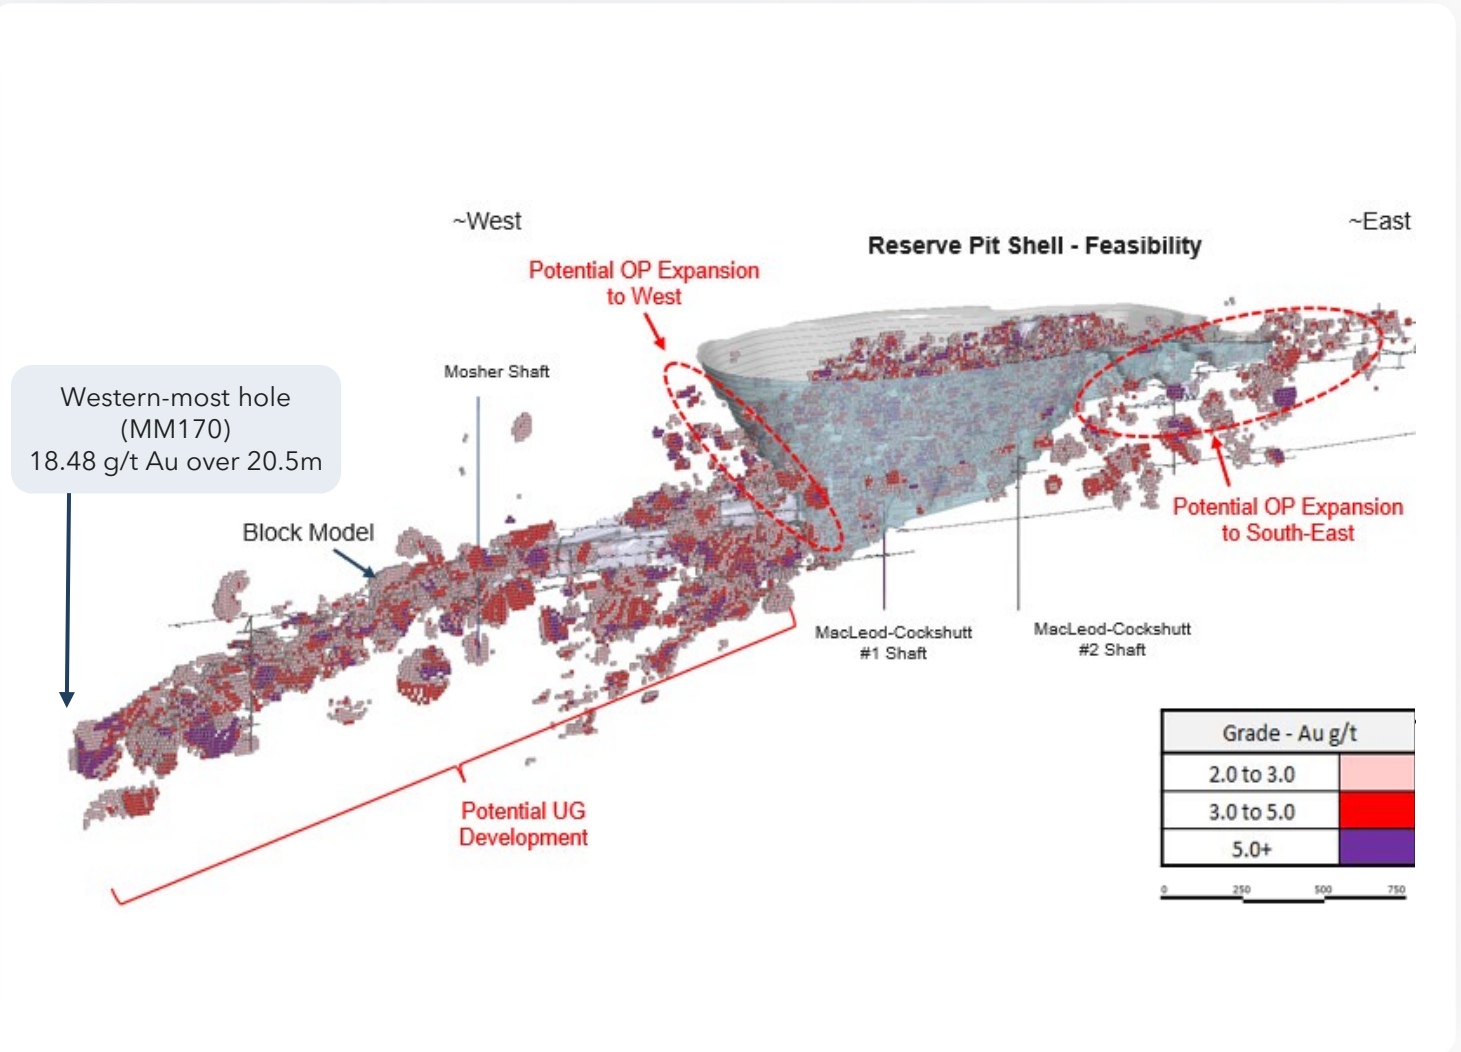 ~West
~East
Reserve Pit Shell - Feasibility
Potential OP Expansion
to West
Mosher Shaft
Western-most hole
(MM170)
18.48 g/t Au over 20.5m
Block Model
Potential OP Expansion
to South-East
MacLeod-Cockshutt
#1 Shaft
MacLeod-Cockshutt
#2 Shaft
Potential UG
Development
Grade - Au g/t
2.0 to 3.0
3.0 to 5.0
5.0+
0 250 500 750